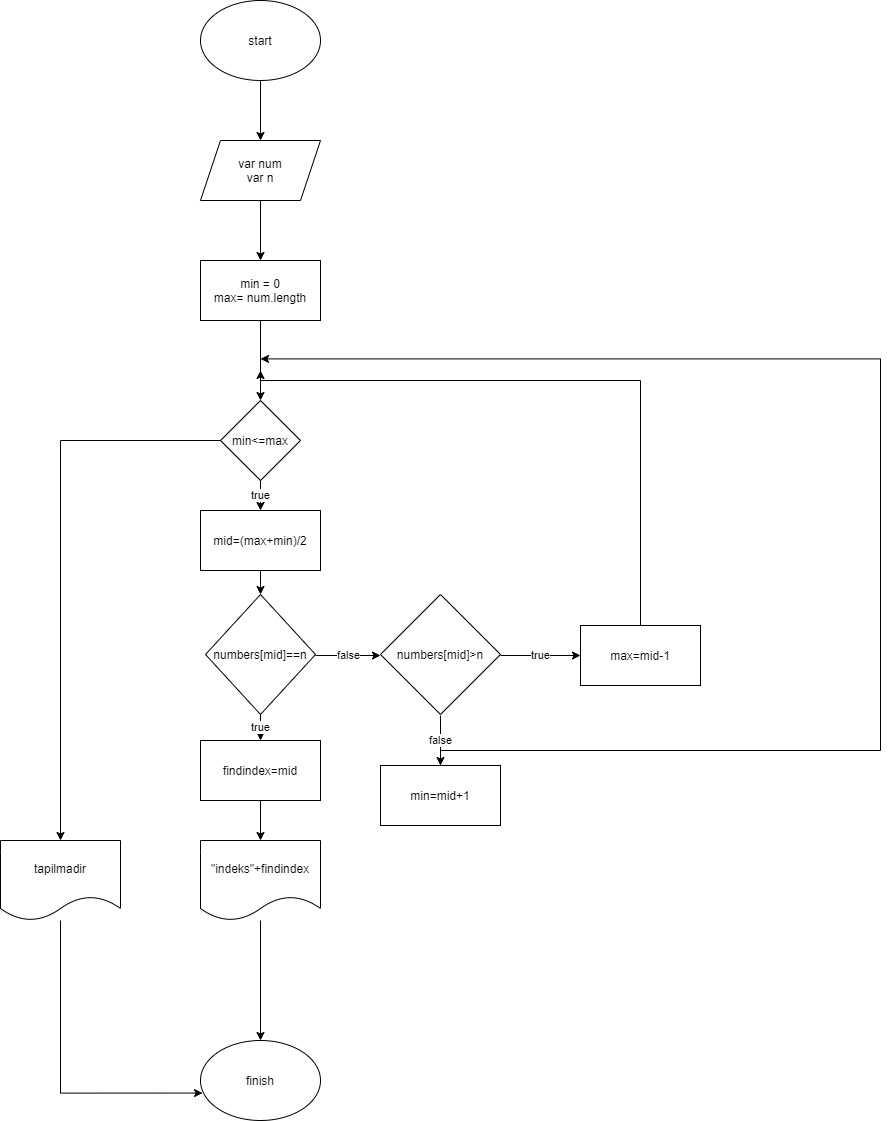 start
var num
var n
min = 0
max= num.length
min<=max
true
mid=(max+min)/2
numbers[mid]==n
false
numbers[mid]>n
true
max=mid-1
true
false
findindex=mid
min=mid+1
tapilmadir
"indeks"+findindex
finish